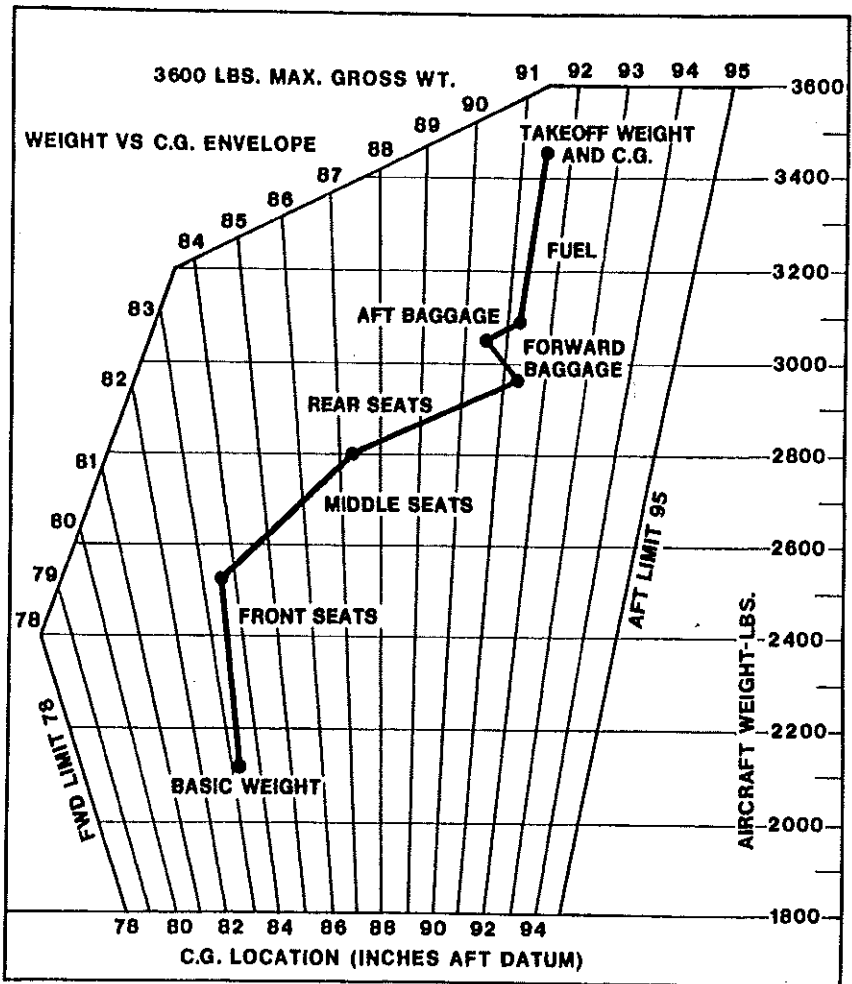 3600 LBS. MAX. GROSS WT.
91 92 93 94 95
3600
90
WEIGHT VS C.G. ENVELOPE
89
TAKEOFF WEIGHT
AND C.G.
88
3400
87
86
85
84
FUEL
3200
83
AFT BAGGAGE
FORWARD
BAGGAGE
3000
82
REAR SEATS
81
2800
MIDDLE SEATS
80
2600
79
AFT LIMIT 95
78
FRONT SEATS
2400
FWD LIMIT 78
2200
BASIC WEIGHT
AIRCRAFT WEIGHT-LBS.
2000
1800
78 80 82 84 86 88 90 92 94
C.G. LOCATION (INCHES AFT DATUM)